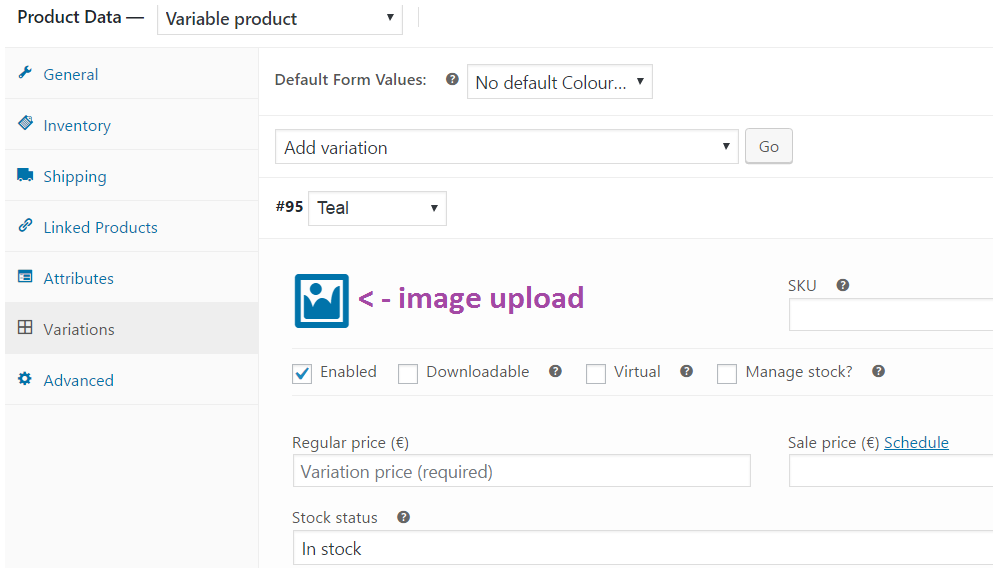 Product Data — Variable product
General
Inventory
Shipping
Linked Products
Attributes
Variations
Advanced
Default Form Values: No default Colour...
Add variation Go
#95 Teal
< - image upload
SKU
Enabled Downloadable Virtual Manage stock?
Regular price (€) Sale price (€) Schedule
Variation price (required)
Stock status
In stock